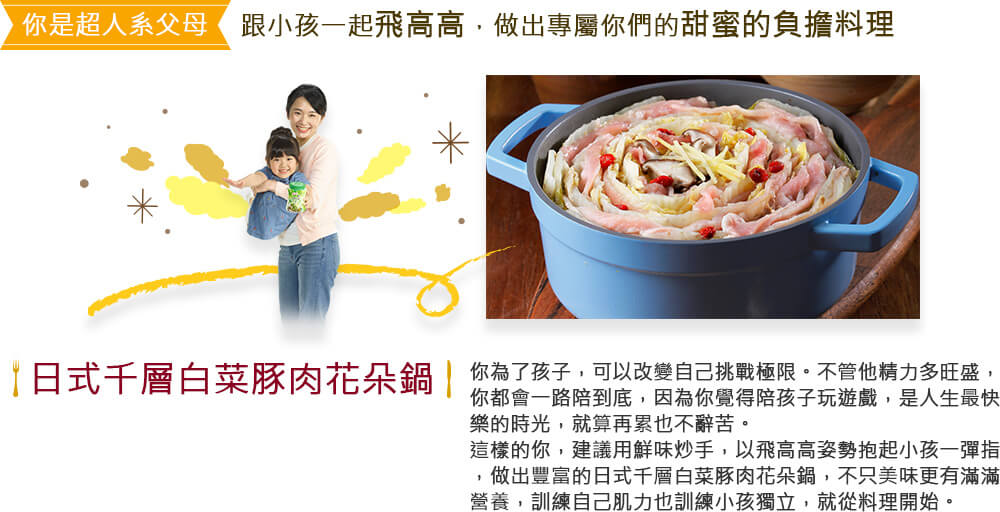 你是超人系父母 跟小孩一起飛高高，做出專屬你們的甜蜜的負擔料理
日式千層白菜豚肉花朵鍋
你為了孩子，可以改變自己挑戰極限。不管他精力多旺盛，
你都會一路陪到底，因為你覺得陪孩子玩遊戲，是人生最快
樂的時光，就算再累也不辭苦。
這樣的你，建議用鮮味炒手，以飛高高姿勢抱起小孩一彈指
，做出豐富的日式千層白菜豚肉花朵鍋，不只美味更有滿滿
營養，訓練自己肌力也訓練小孩獨立，就從料理開始。